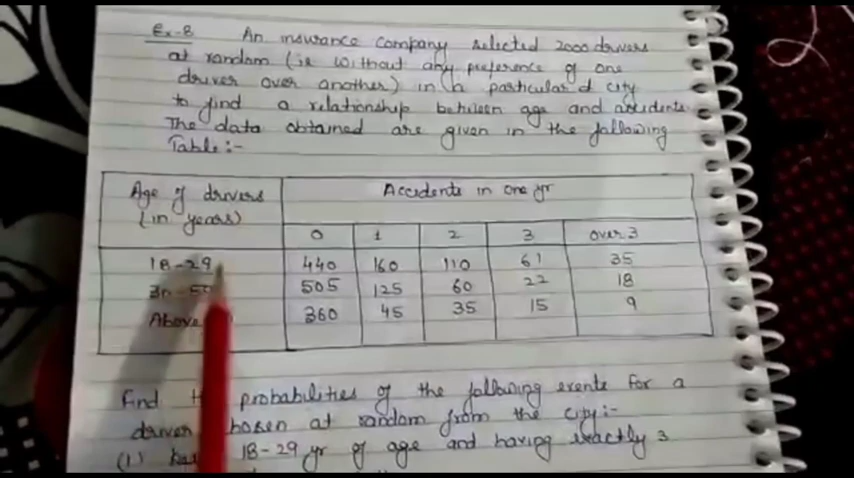 Ex-8 An insurance company selected 2000 drivers
at random (ie without any preference of one
driver over another) in a particular city
to find a relationship between age and accidents.
The data obtained are given in the following
Table:-
Age of drivers Accidents in one yr
(in years)
0 1 2 3 over 3
18-29 440 160 110 61 35
30-50 505 125 60 22 18
Above 360 45 35 15 9
Find probabilities of the following events for a
driver at random from the city:-
(1) 18-29 yr of age and having exactly 3